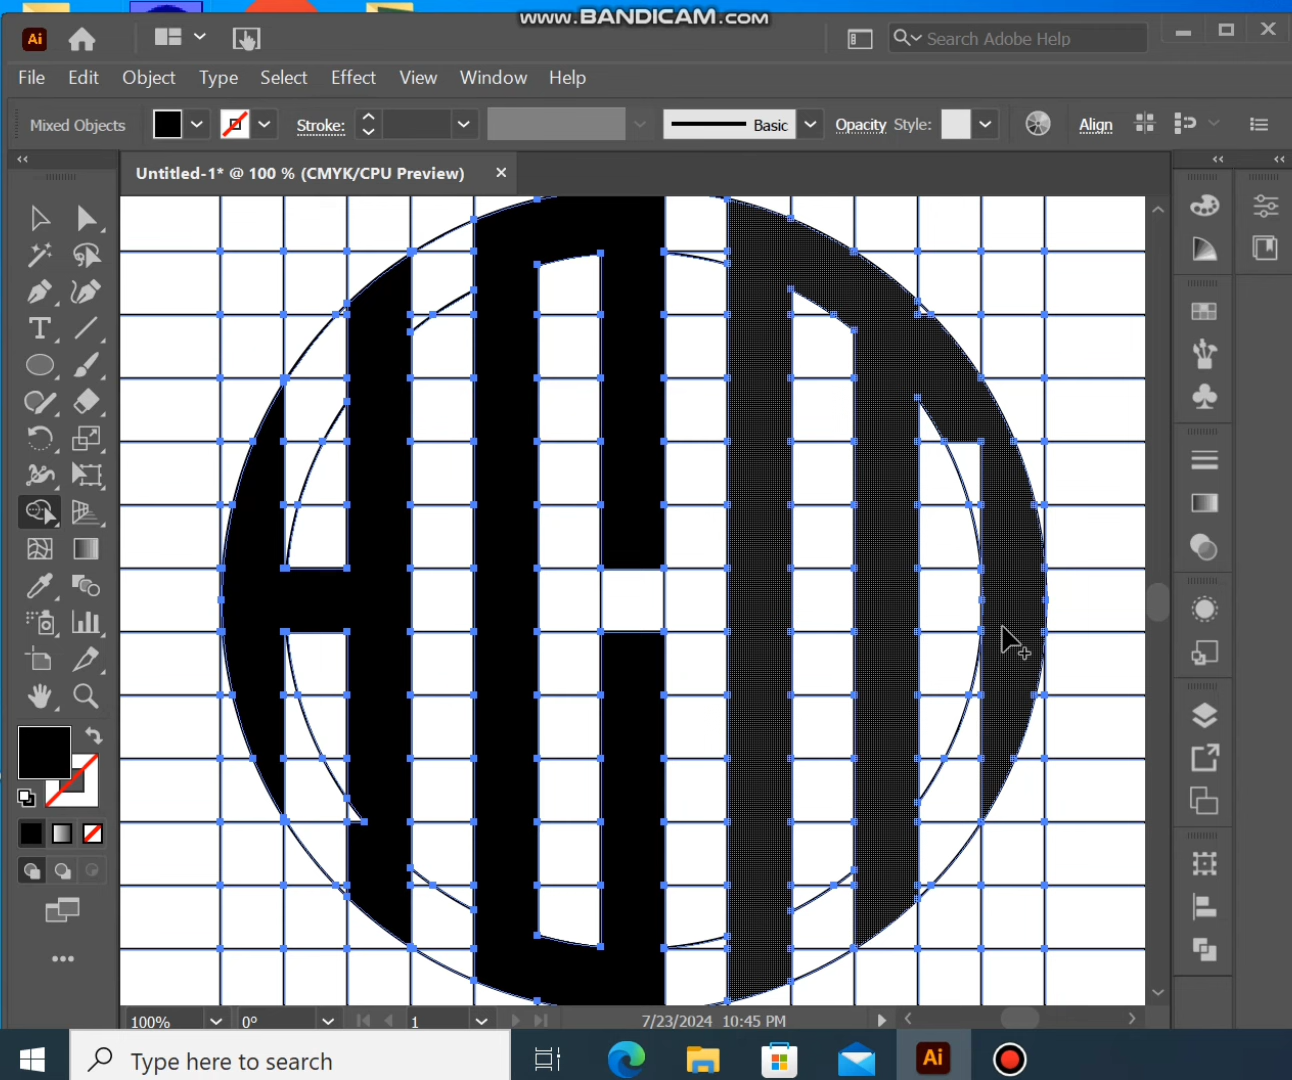 www.BANDICAM.com
Ai
Search Adobe Help
File Edit Object Type Select Effect View Window Help
Mixed Objects Stroke: Basic Opacity Style: Align
Untitled-1* @ 100 % (CMYK/CPU Preview)
T
100% 0° 1 7/23/2024 10:45 PM
Type here to search Ai